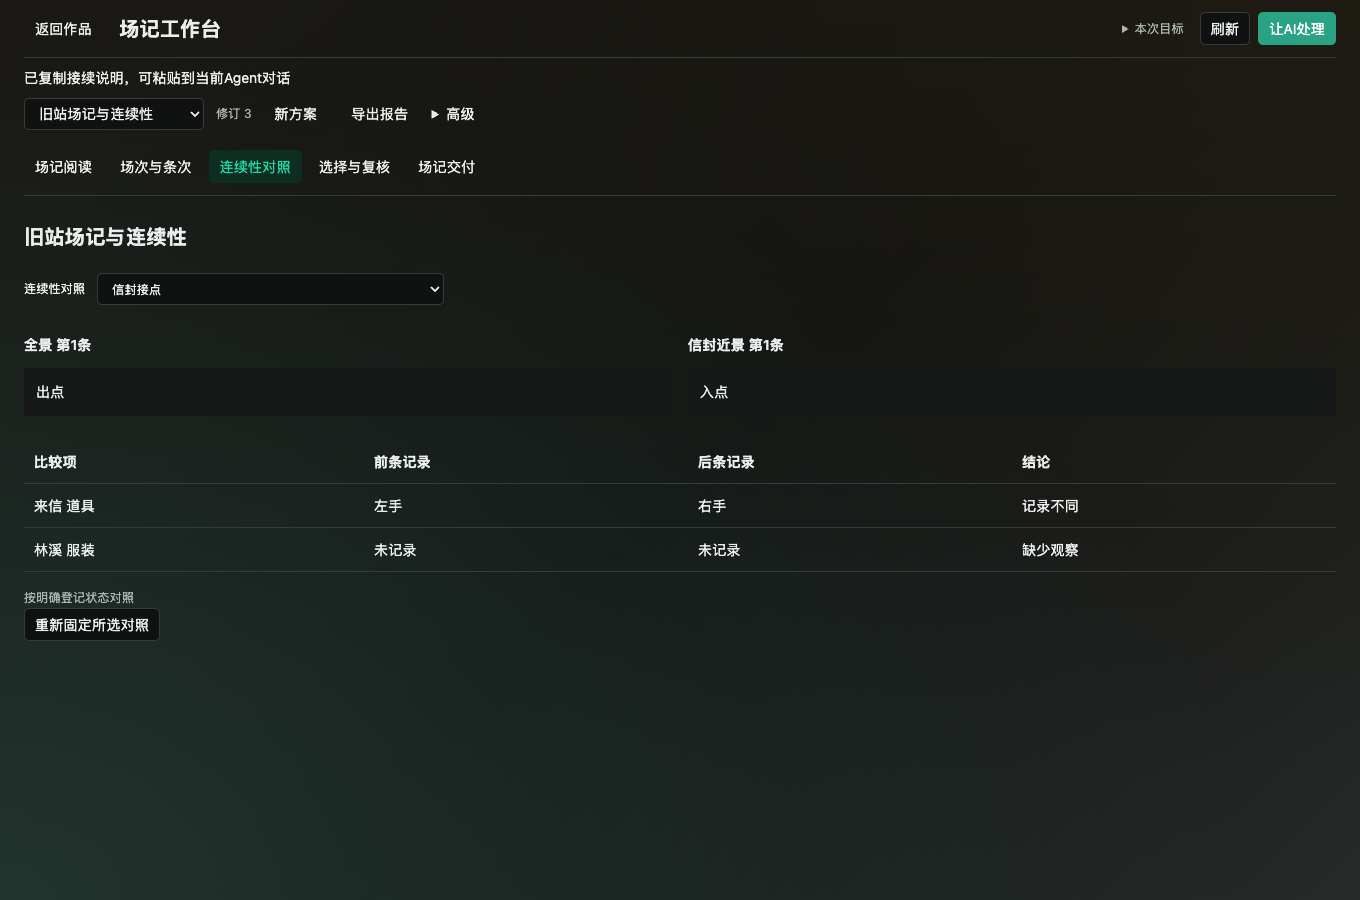 返回作品 场记工作台 ▶ 本次目标 刷新 让AI处理
已复制接续说明，可粘贴到当前Agent对话
旧站场记与连续性 修订 3 新方案 导出报告 ▶ 高级
场记阅读 场次与条次 连续性对照 选择与复核 场记交付
旧站场记与连续性
连续性对照 信封接点
全景 第1条 信封近景 第1条
出点 入点
比较项 前条记录 后条记录 结论
来信 道具 左手 右手 记录不同
林溪 服装 未记录 未记录 缺少观察
按明确登记状态对照
重新固定所选对照